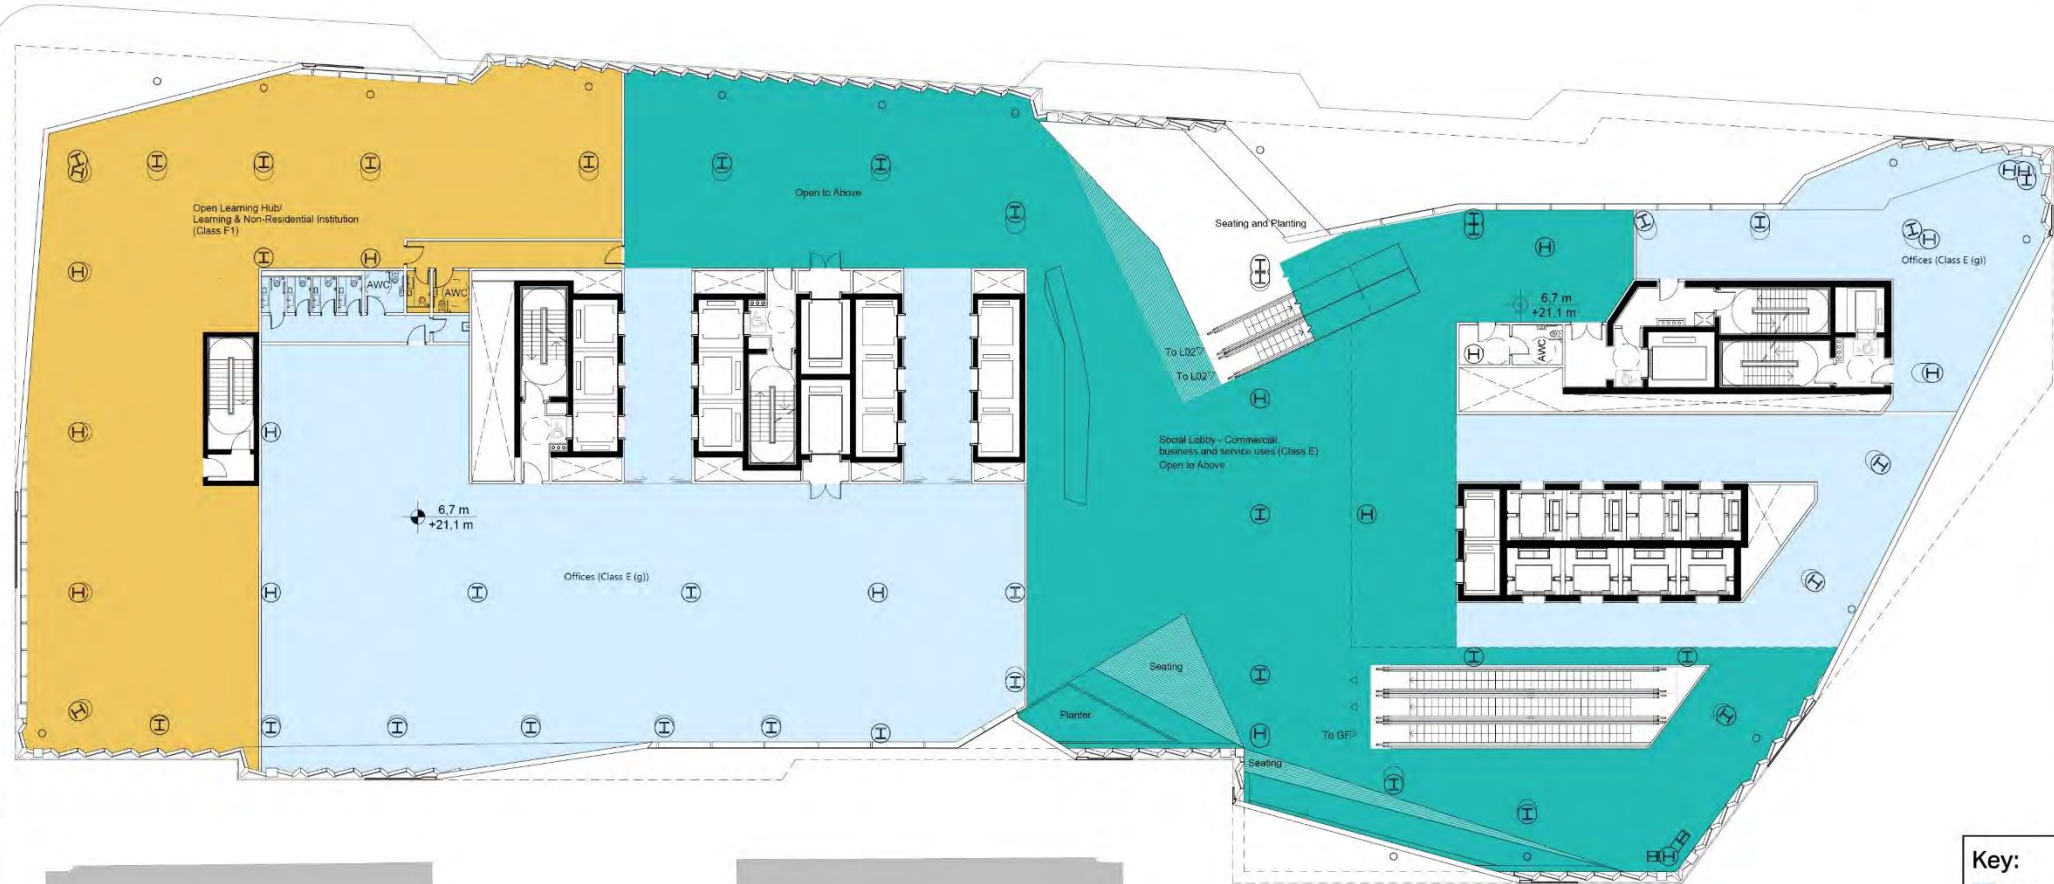 Open Learning Hub/
Learning & Non-Residential Institution
(Class F1)
Open to Above
Seating and Planting
Offices (Class E (g))
AWC
AWC
6,7 m
+21,1 m
AWC
To L02
To L02
Social Lobby - Commercial,
business and service uses (Class E)
Open to Above
6,7 m
+21,1 m
Offices (Class E (g))
Seating
Planter
To GF
Seating
Key: